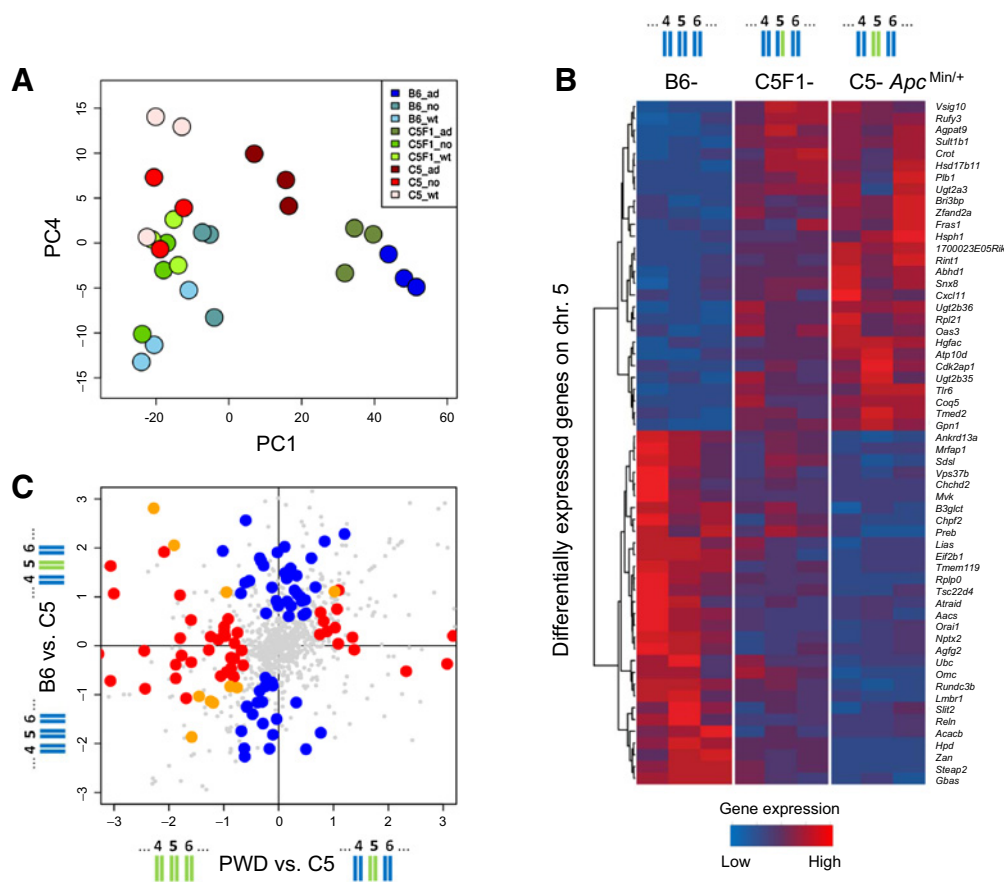 A
PC4
15
10
5
0
−5
−10
−15
−20
0
20
40
60
PC1
B6_ad
B6_no
B6_wt
C5F1_ad
C5F1_no
C5F1_wt
C5_ad
C5_no
C5_wt
B
... 4 5 6 ...
... 4 5 6 ...
... 4 5 6 ...
B6-
C5F1-
C5- Apc Min/+
Differentially expressed genes on chr. 5
Vsig10
Rufy3
Agpat9
Sult1b1
Crot
Hsd17b11
Plb1
Ugt2a3
Bri3bp
Zfand2a
Fras1
Hsph1
1700023E05Rik
Rint1
Abhd1
Snx8
Cxcl11
Ugt2b36
Rpl21
Oas3
Hgfac
Atp10d
Cdk2ap1
Ugt2b35
Tlr6
Coq5
Tmed2
Gpn1
Ankrd13a
Mrfap1
Sdsl
Vps37b
Chchd2
Mvk
B3glct
Chpf2
Preb
Lias
Eif2b1
Tmem119
Rplp0
Tsc22d4
Atraid
Aacs
Orai1
Nptx2
Agfg2
Ubc
Omc
Rundc3b
Lmbr1
Slit2
Reln
Acacb
Hpd
Zan
Steap2
Gbas
Gene expression
Low
High
C
B6 vs. C5
... 4 5 6 ...
... 4 5 6 ...
3
2
1
0
−1
−2
−3
−3
−2
−1
0
1
2
3
... 4 5 6 ...
PWD vs. C5
... 4 5 6 ...